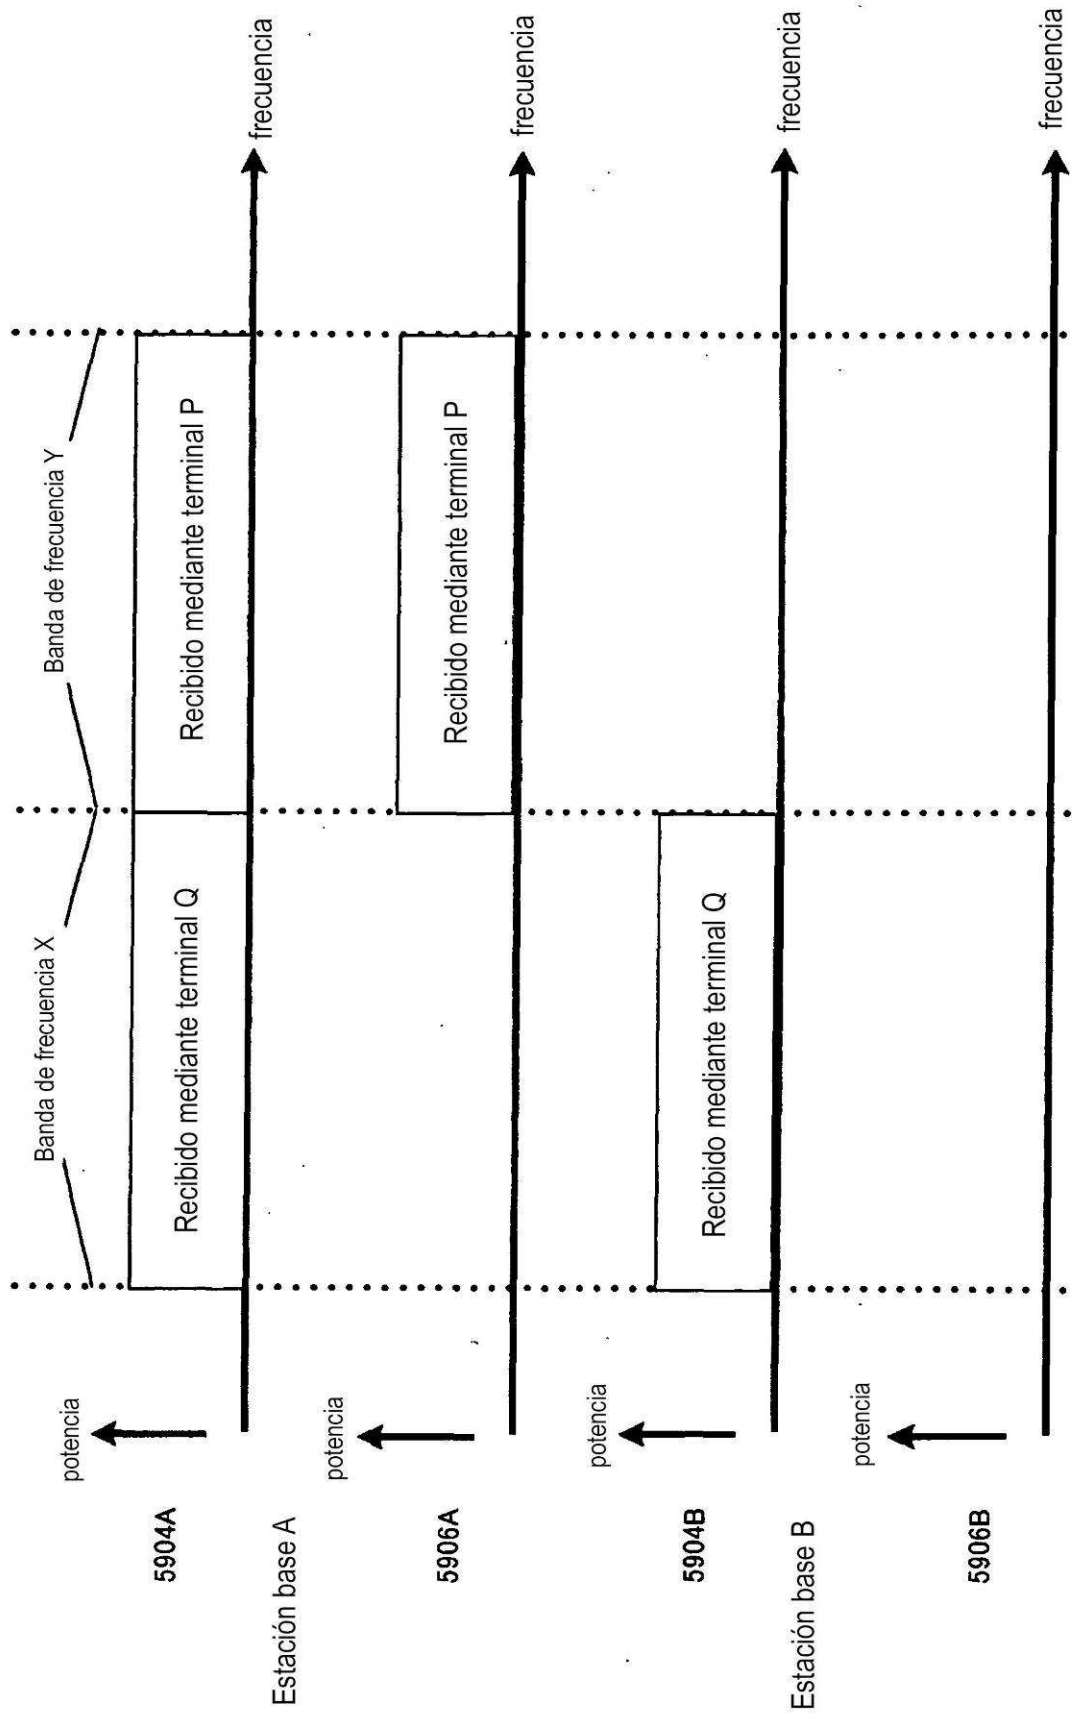 Banda de frecuencia X
Banda de frecuencia Y
potencia
5904A
Recibido mediante terminal Q
Recibido mediante terminal P
frecuencia
Estación base A
potencia
5906A
Recibido mediante terminal P
frecuencia
potencia
5904B
Recibido mediante terminal Q
frecuencia
Estación base B
potencia
5906B
frecuencia